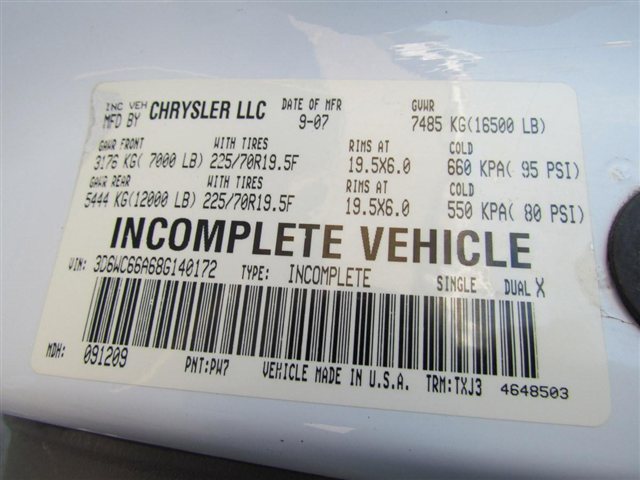 INC VEH MFD BY CHRYSLER LLC DATE OF MFR 9-07 GVWR 7485 KG(16500 LB)
GAWR FRONT WITH TIRES RIMS AT COLD
3176 KG( 7000 LB) 225/70R19.5F 19.5X6.0 660 KPA( 95 PSI)
GAWR REAR WITH TIRES RIMS AT COLD
5444 KG(12000 LB) 225/70R19.5F 19.5X6.0 550 KPA( 80 PSI)
INCOMPLETE VEHICLE
VIN: 3D6WC66A68G140172 TYPE: INCOMPLETE SINGLE DUAL X
MDH: 091209 PNT:PW7 VEHICLE MADE IN U.S.A. TRM:TXJ3 4648503